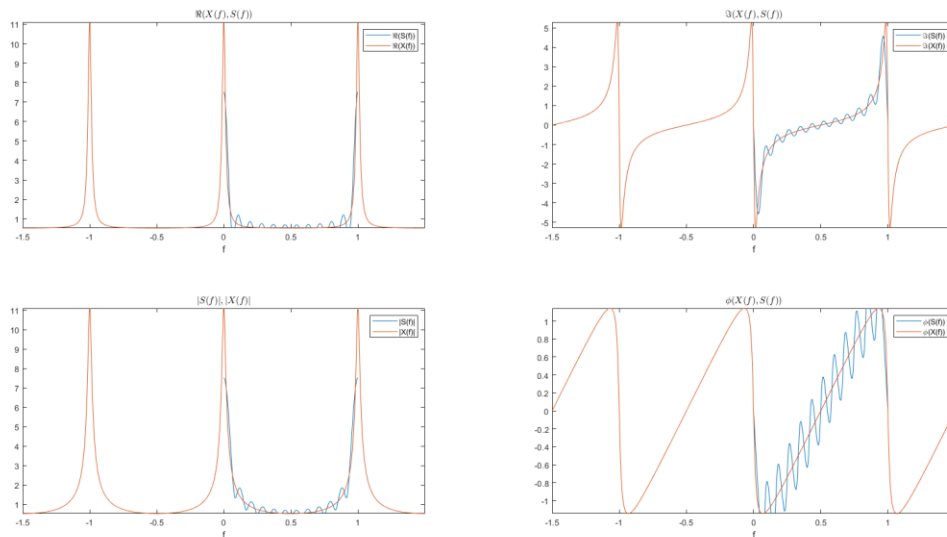 ℜ(X(f), S(f))
11
10
9
8
7
6
5
4
3
2
1
-1.5 -1 -0.5 0 0.5 1
f
ℜ(S(f))
ℜ(X(f))
ℑ(X(f), S(f))
5
4
3
2
1
0
-1
-2
-3
-4
-5
-1.5 -1 -0.5 0 0.5 1
f
ℑ(S(f))
ℑ(X(f))
|S(f)|, |X(f)|
11
10
9
8
7
6
5
4
3
2
1
-1.5 -1 -0.5 0 0.5 1
f
|S(f)|
|X(f)|
ϕ(X(f), S(f))
1
0.8
0.6
0.4
0.2
0
-0.2
-0.4
-0.6
-0.8
-1
-1.5 -1 -0.5 0 0.5 1
f
ϕ(S(f))
ϕ(X(f))